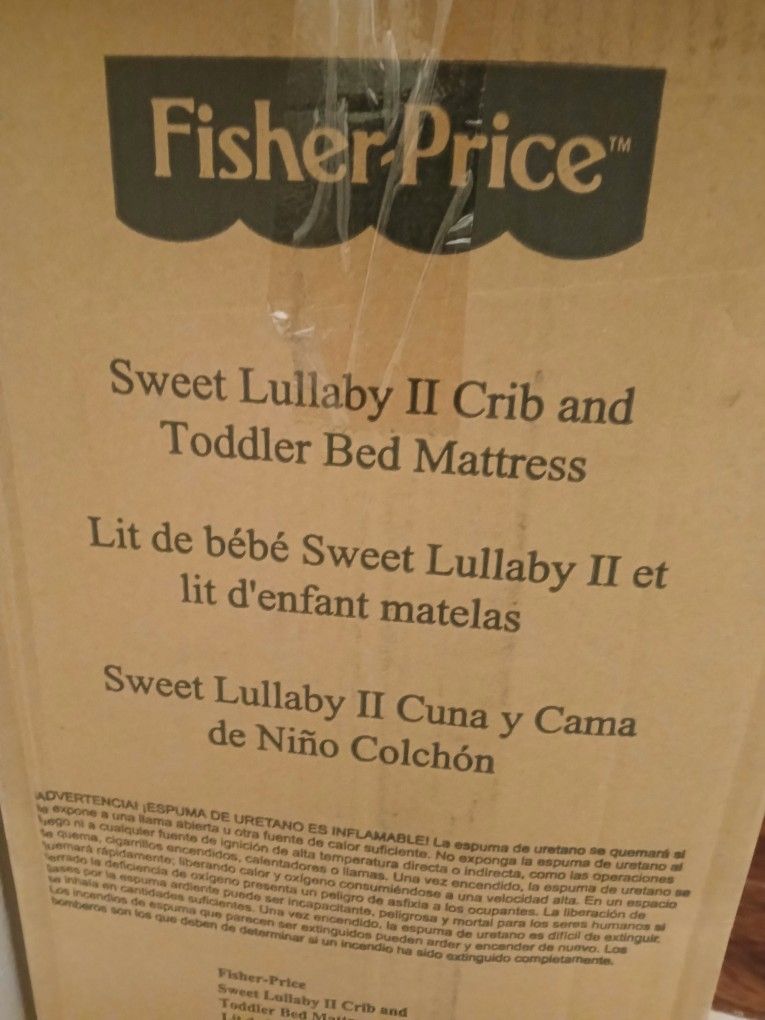 Fisher-Price™
Sweet Lullaby II Crib and
Toddler Bed Mattress
Lit de bébé Sweet Lullaby II et
lit d'enfant matelas
Sweet Lullaby II Cuna y Cama
de Niño Colchón
¡ADVERTENCIA! ¡ESPUMA DE URETANO ES INFLAMABLE! La espuma de uretano se quemará si
se expone a una llama abierta u otra fuente de calor suficiente. No exponga la espuma de uretano al
fuego ni a cualquier fuente de ignición de alta temperatura directa o indirecta, como las operaciones
de quema, cigarrillos encendidos, calentadores o llamas. Una vez encendido, la espuma de uretano se
quemará rápidamente; liberando calor y oxígeno consumiéndose a una velocidad alta. En un espacio
cerrado la deficiencia de oxígeno presenta un peligro de asfixia a los ocupantes. La liberación de
gases por la espuma ardiente puede ser incapacitante, peligrosa y mortal para los seres humanos si
se inhala en cantidades suficientes. Una vez encendido, la espuma de uretano es difícil de extinguir.
Los incendios de espuma que parecen ser extinguidos pueden arder y encender de nuevo. Los
bomberos son los que deben de determinar si un incendio ha sido extinguido completamente.
Fisher-Price
Sweet Lullaby II Crib and
Toddler Bed